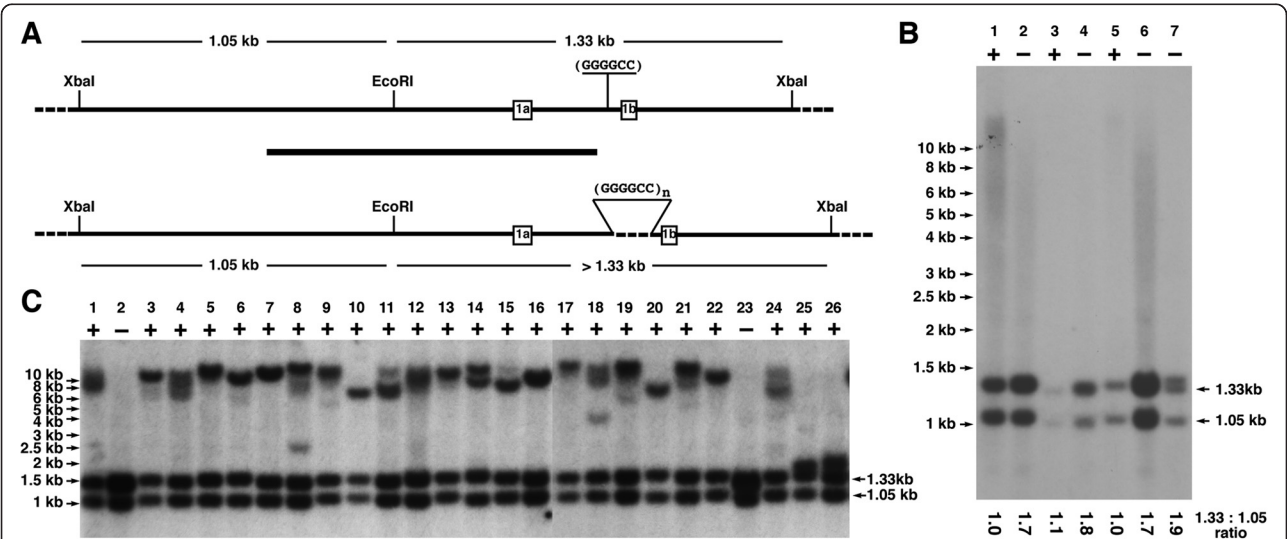 A
1.05 kb 1.33 kb
(GGGGCC)
XbaI EcoRI XbaI
1a 1b
(GGGGCC)n
XbaI EcoRI XbaI
1a 1b
1.05 kb > 1.33 kb
B
1 2 3 4 5 6 7
+ − + − + − −
10 kb
8 kb
6 kb
5 kb
4 kb
3 kb
2.5 kb
2 kb
1.5 kb
1.33kb
1 kb
1.05 kb
1.0 1.7 1.1 1.8 1.0 1.7 1.9 1.33 : 1.05
ratio
C
1 2 3 4 5 6 7 8 9 10 11 12 13 14 15 16 17 18 19 20 21 22 23 24 25 26
+ − + + + + + + + + + + + + + + + + + + + + − + + +
10 kb
8 kb
6 kb
5 kb
4 kb
3 kb
2.5 kb
2 kb
1.5 kb
1.33kb
1 kb
1.05 kb